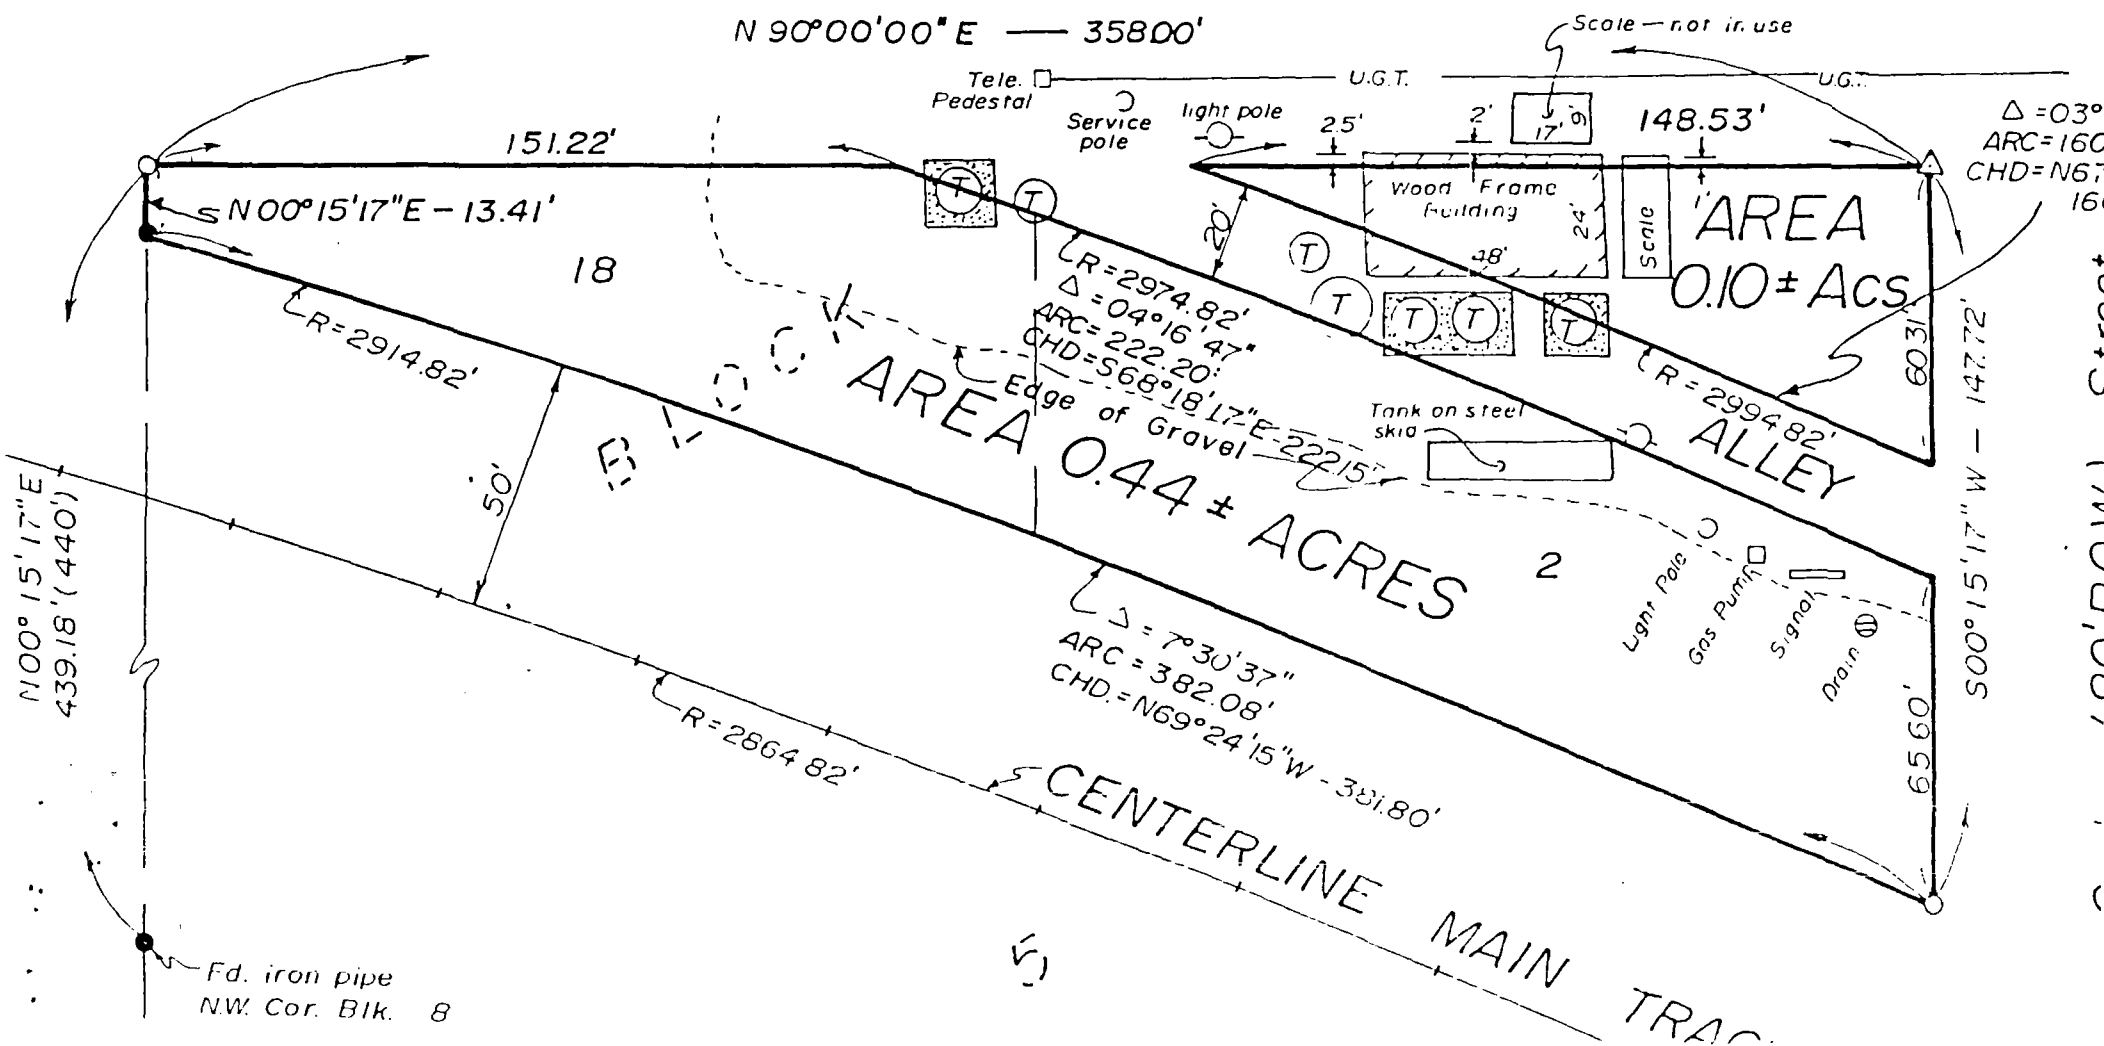 N 90°00'00" E — 358.00'
Scale — not in use
Tele.
Pedestal
U.G.T.
U.G.
Service
pole
light pole
2.5'
2'
17'
9'
148.53'
Δ = 03°
ARC = 160
CHD = N67
16
151.22'
N00°15'17"E - 13.41'
T
T
Wood Frame
Building
24'
48'
Scale
AREA
0.10 ± ACS.
18
20'
T
T
T
T
T
R = 2914.82'
R = 2974.82'
Δ = 04°16'47"
ARC = 222.20'
CHD = S68°18'17"E - 222.15'
60.31'
R = 2994.82'
ALLEY
BLOCK
AREA 0.44 ± ACRES
Edge of Gravel
Tank on steel
skid
50'
2
Light Pole
Gas Pump
Signal
Drain
S00°15'17"W — 147.72'
Street
100' R.O.W.)
65.60'
N00°15'17"E
439.18' (440')
Δ = 7°30'37"
ARC = 382.08'
CHD. = N69°24'15"W - 381.80'
R = 2864.82'
CENTERLINE MAIN TRAC
5
Fd. iron pipe
N.W. Cor. Blk. 8